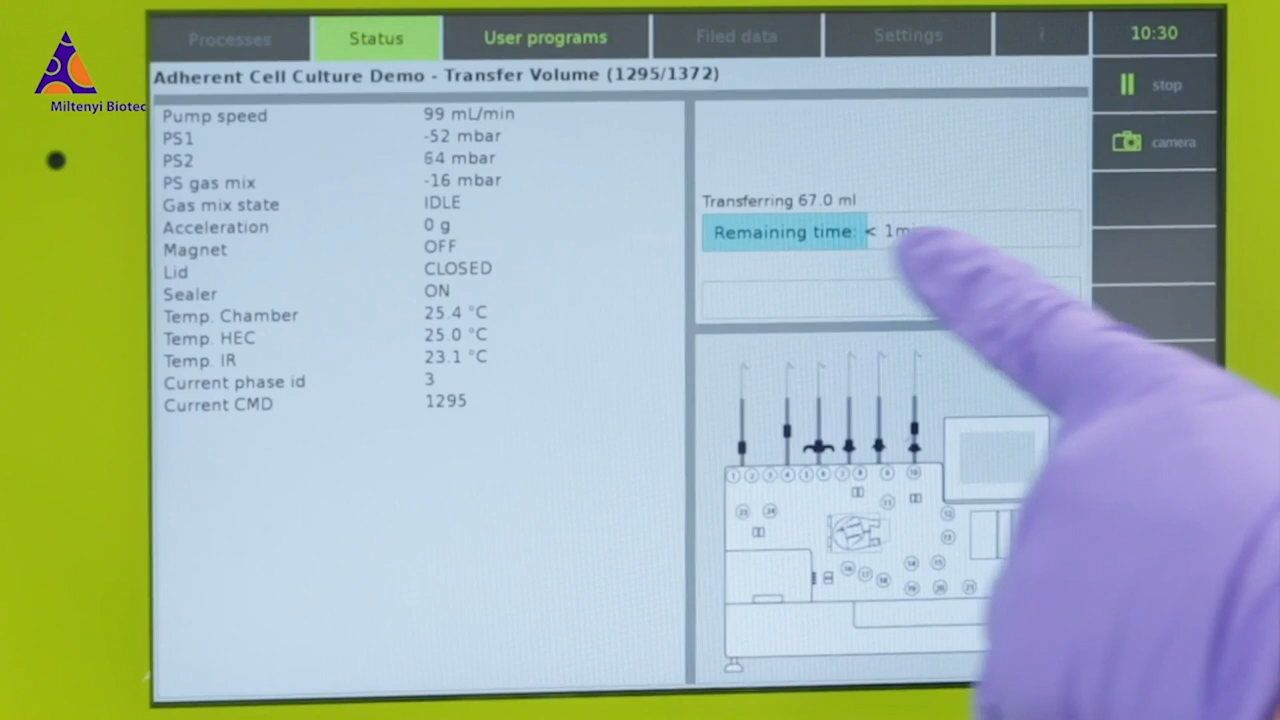 Miltenyi Biotec
Processes
Status
User programs
Filed data
Settings
10:30
Adherent Cell Culture Demo - Transfer Volume (1295/1372)
stop
camera
Pump speed 99 mL/min
PS1 -52 mbar
PS2 64 mbar
PS gas mix -16 mbar
Gas mix state IDLE
Acceleration 0 g
Magnet OFF
Lid CLOSED
Sealer ON
Temp. Chamber 25.4 °C
Temp. HEC 25.0 °C
Temp. IR 23.1 °C
Current phase id 3
Current CMD 1295
Transferring 67.0 ml
Remaining time: < 1